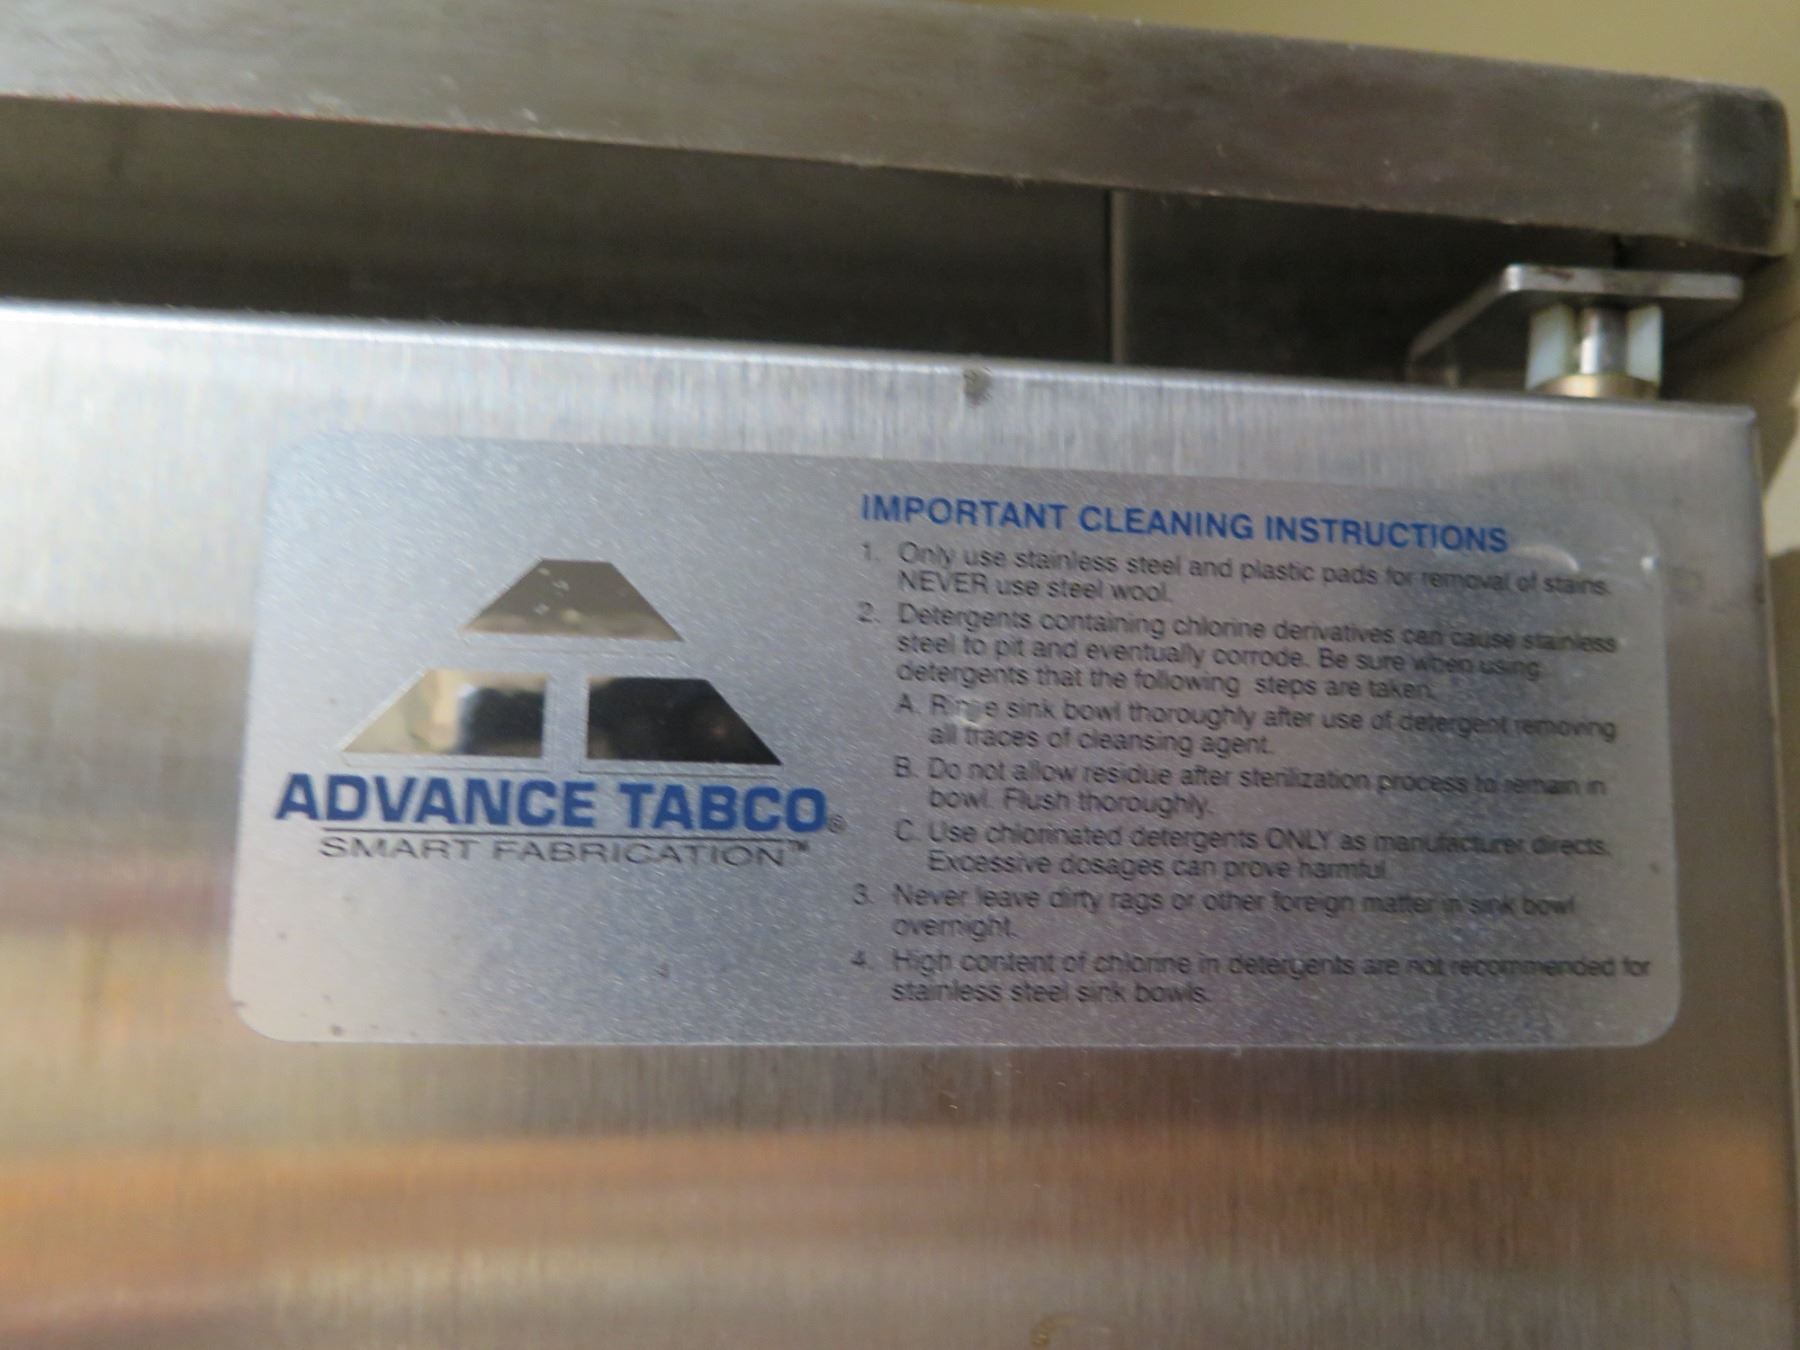 ADVANCE TABCO®
SMART FABRICATION™
IMPORTANT CLEANING INSTRUCTIONS
1. Only use stainless steel and plastic pads for removal of stains.
NEVER use steel wool.
2. Detergents containing chlorine derivatives can cause stainless
steel to pit and eventually corrode. Be sure when using
detergents that the following steps are taken.
A. Rinse sink bowl thoroughly after use of detergent removing
all traces of cleansing agent.
B. Do not allow residue after sterilization process to remain in
bowl. Flush thoroughly.
C. Use chlorinated detergents ONLY as manufacturer directs.
Excessive dosages can prove harmful
3. Never leave dirty rags or other foreign matter in sink bowl
overnight.
4. High content of chlorine in detergents are not recommended for
stainless steel sink bowls.